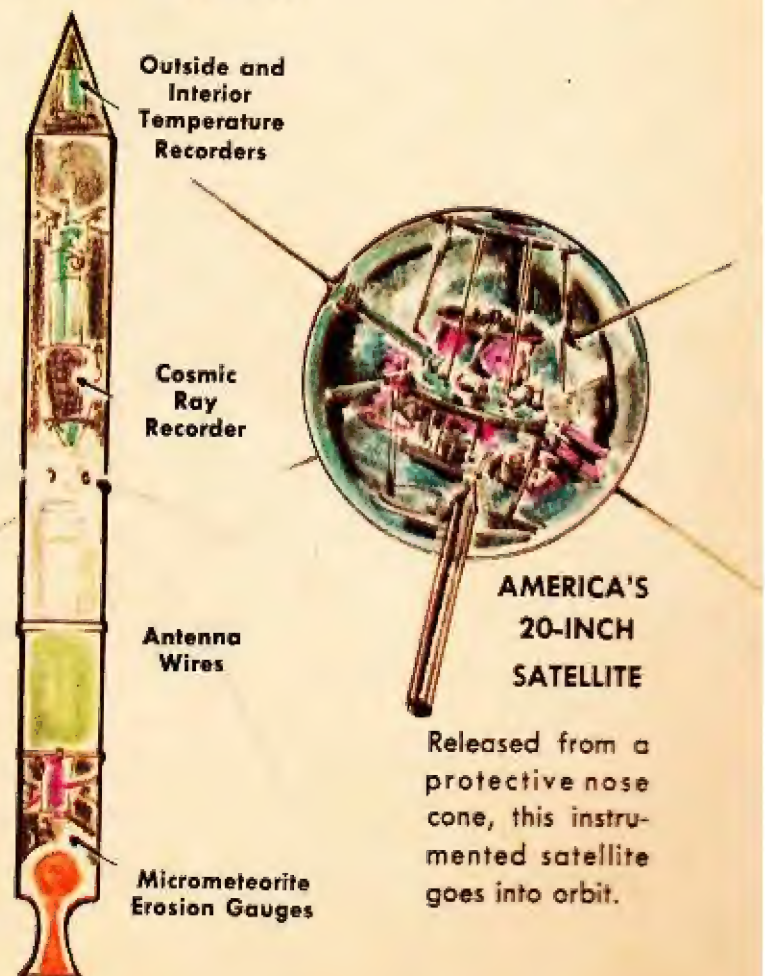 Outside and
Interior
Temperature
Recorders
Cosmic
Ray
Recorder
Antenna
Wires
Micrometeorite
Erosion Gauges
AMERICA'S
20-INCH
SATELLITE
Released from a
protective nose
cone, this instru-
mented satellite
goes into orbit.